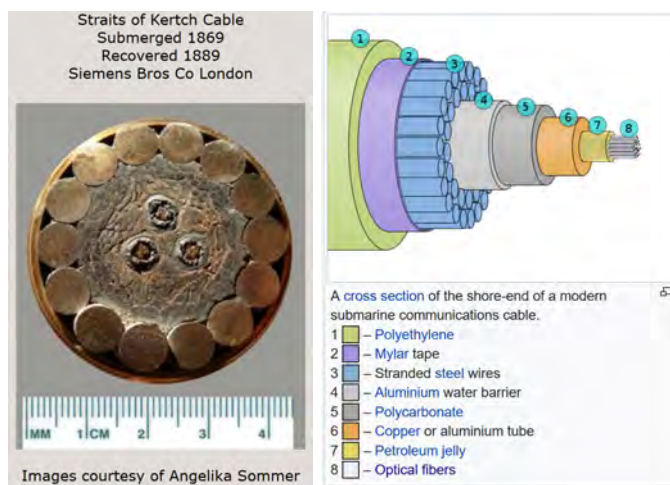 Straits of Kertch Cable
Submerged 1869
Recovered 1889
Siemens Bros Co London
MM 1 CM 2 3 4
Images courtesy of Angelika Sommer
1
2
3
4
5
6
7
8
A cross section of the shore-end of a modern
submarine communications cable.
1 – Polyethylene
2 – Mylar tape
3 – Stranded steel wires
4 – Aluminium water barrier
5 – Polycarbonate
6 – Copper or aluminium tube
7 – Petroleum jelly
8 – Optical fibers